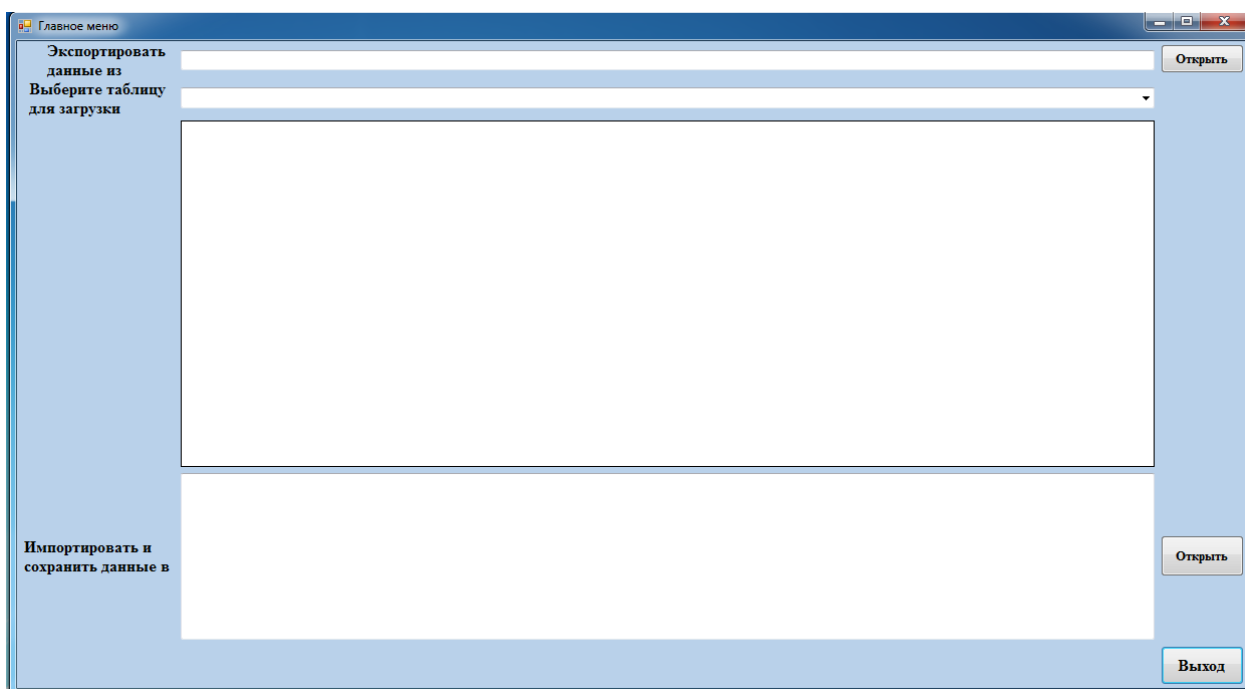 Главное меню
Экспортировать
данные из
Открыть
Выберите таблицу
для загрузки
Импортировать и
сохранить данные в
Открыть
Выход